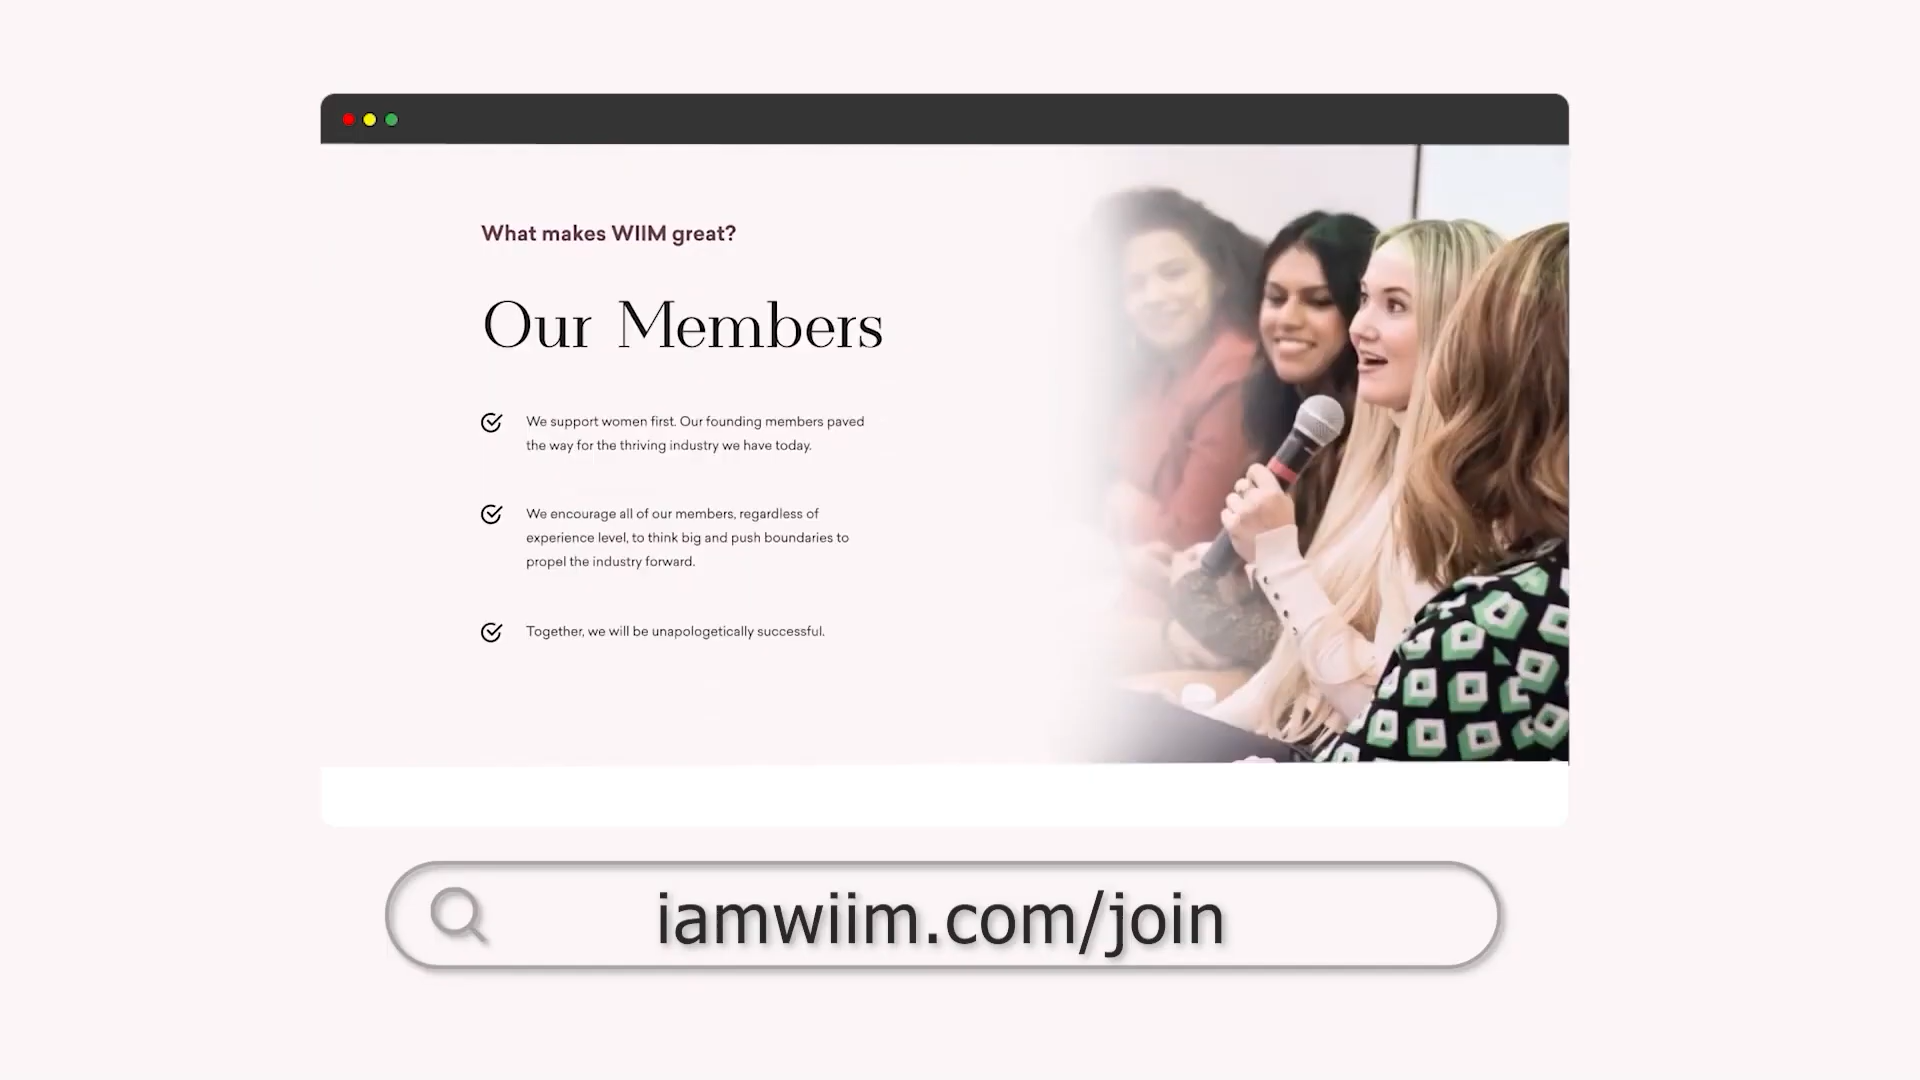 What makes WIIM great?
Our Members
We support women first. Our founding members paved
the way for the thriving industry we have today.
We encourage all of our members, regardless of
experience level, to think big and push boundaries to
propel the industry forward.
Together, we will be unapologetically successful.
iamwiim.com/join